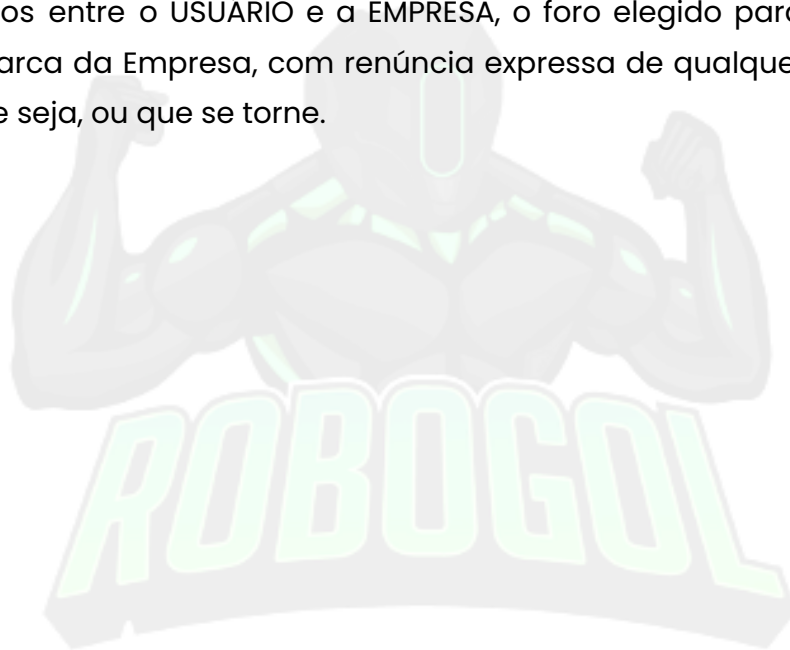 os entre o USUÁRIO e a EMPRESA, o foro elegido para
arca da Empresa, com renúncia expressa de qualque
e seja, ou que se torne.
ROBOGOL